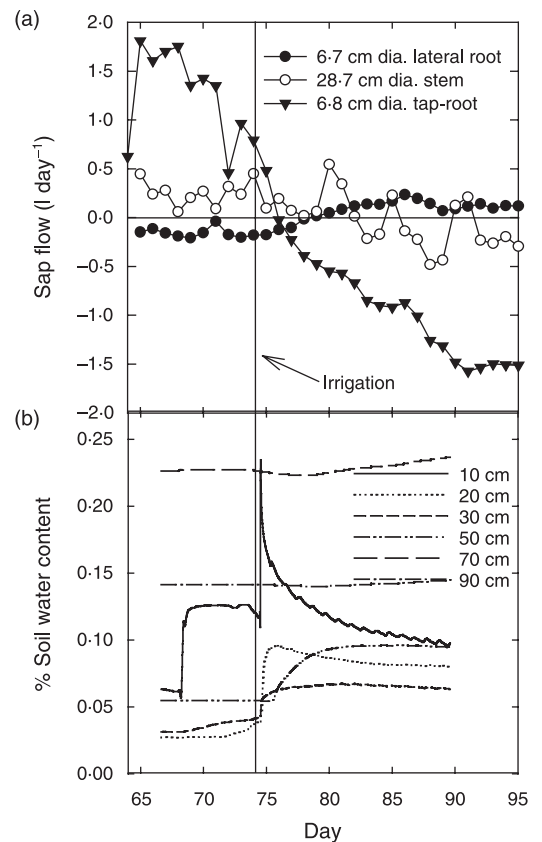 (a)
2·0
1·5
1·0
0·5
0·0
−0·5
−1·0
−1·5
−2·0
Sap flow (l day⁻¹)
6·7 cm dia. lateral root
28·7 cm dia. stem
6·8 cm dia. tap-root
Irrigation
(b)
0·25
0·20
0·15
0·10
0·05
0·00
% Soil water content
10 cm
20 cm
30 cm
50 cm
70 cm
90 cm
65 70 75 80 85 90 95
Day